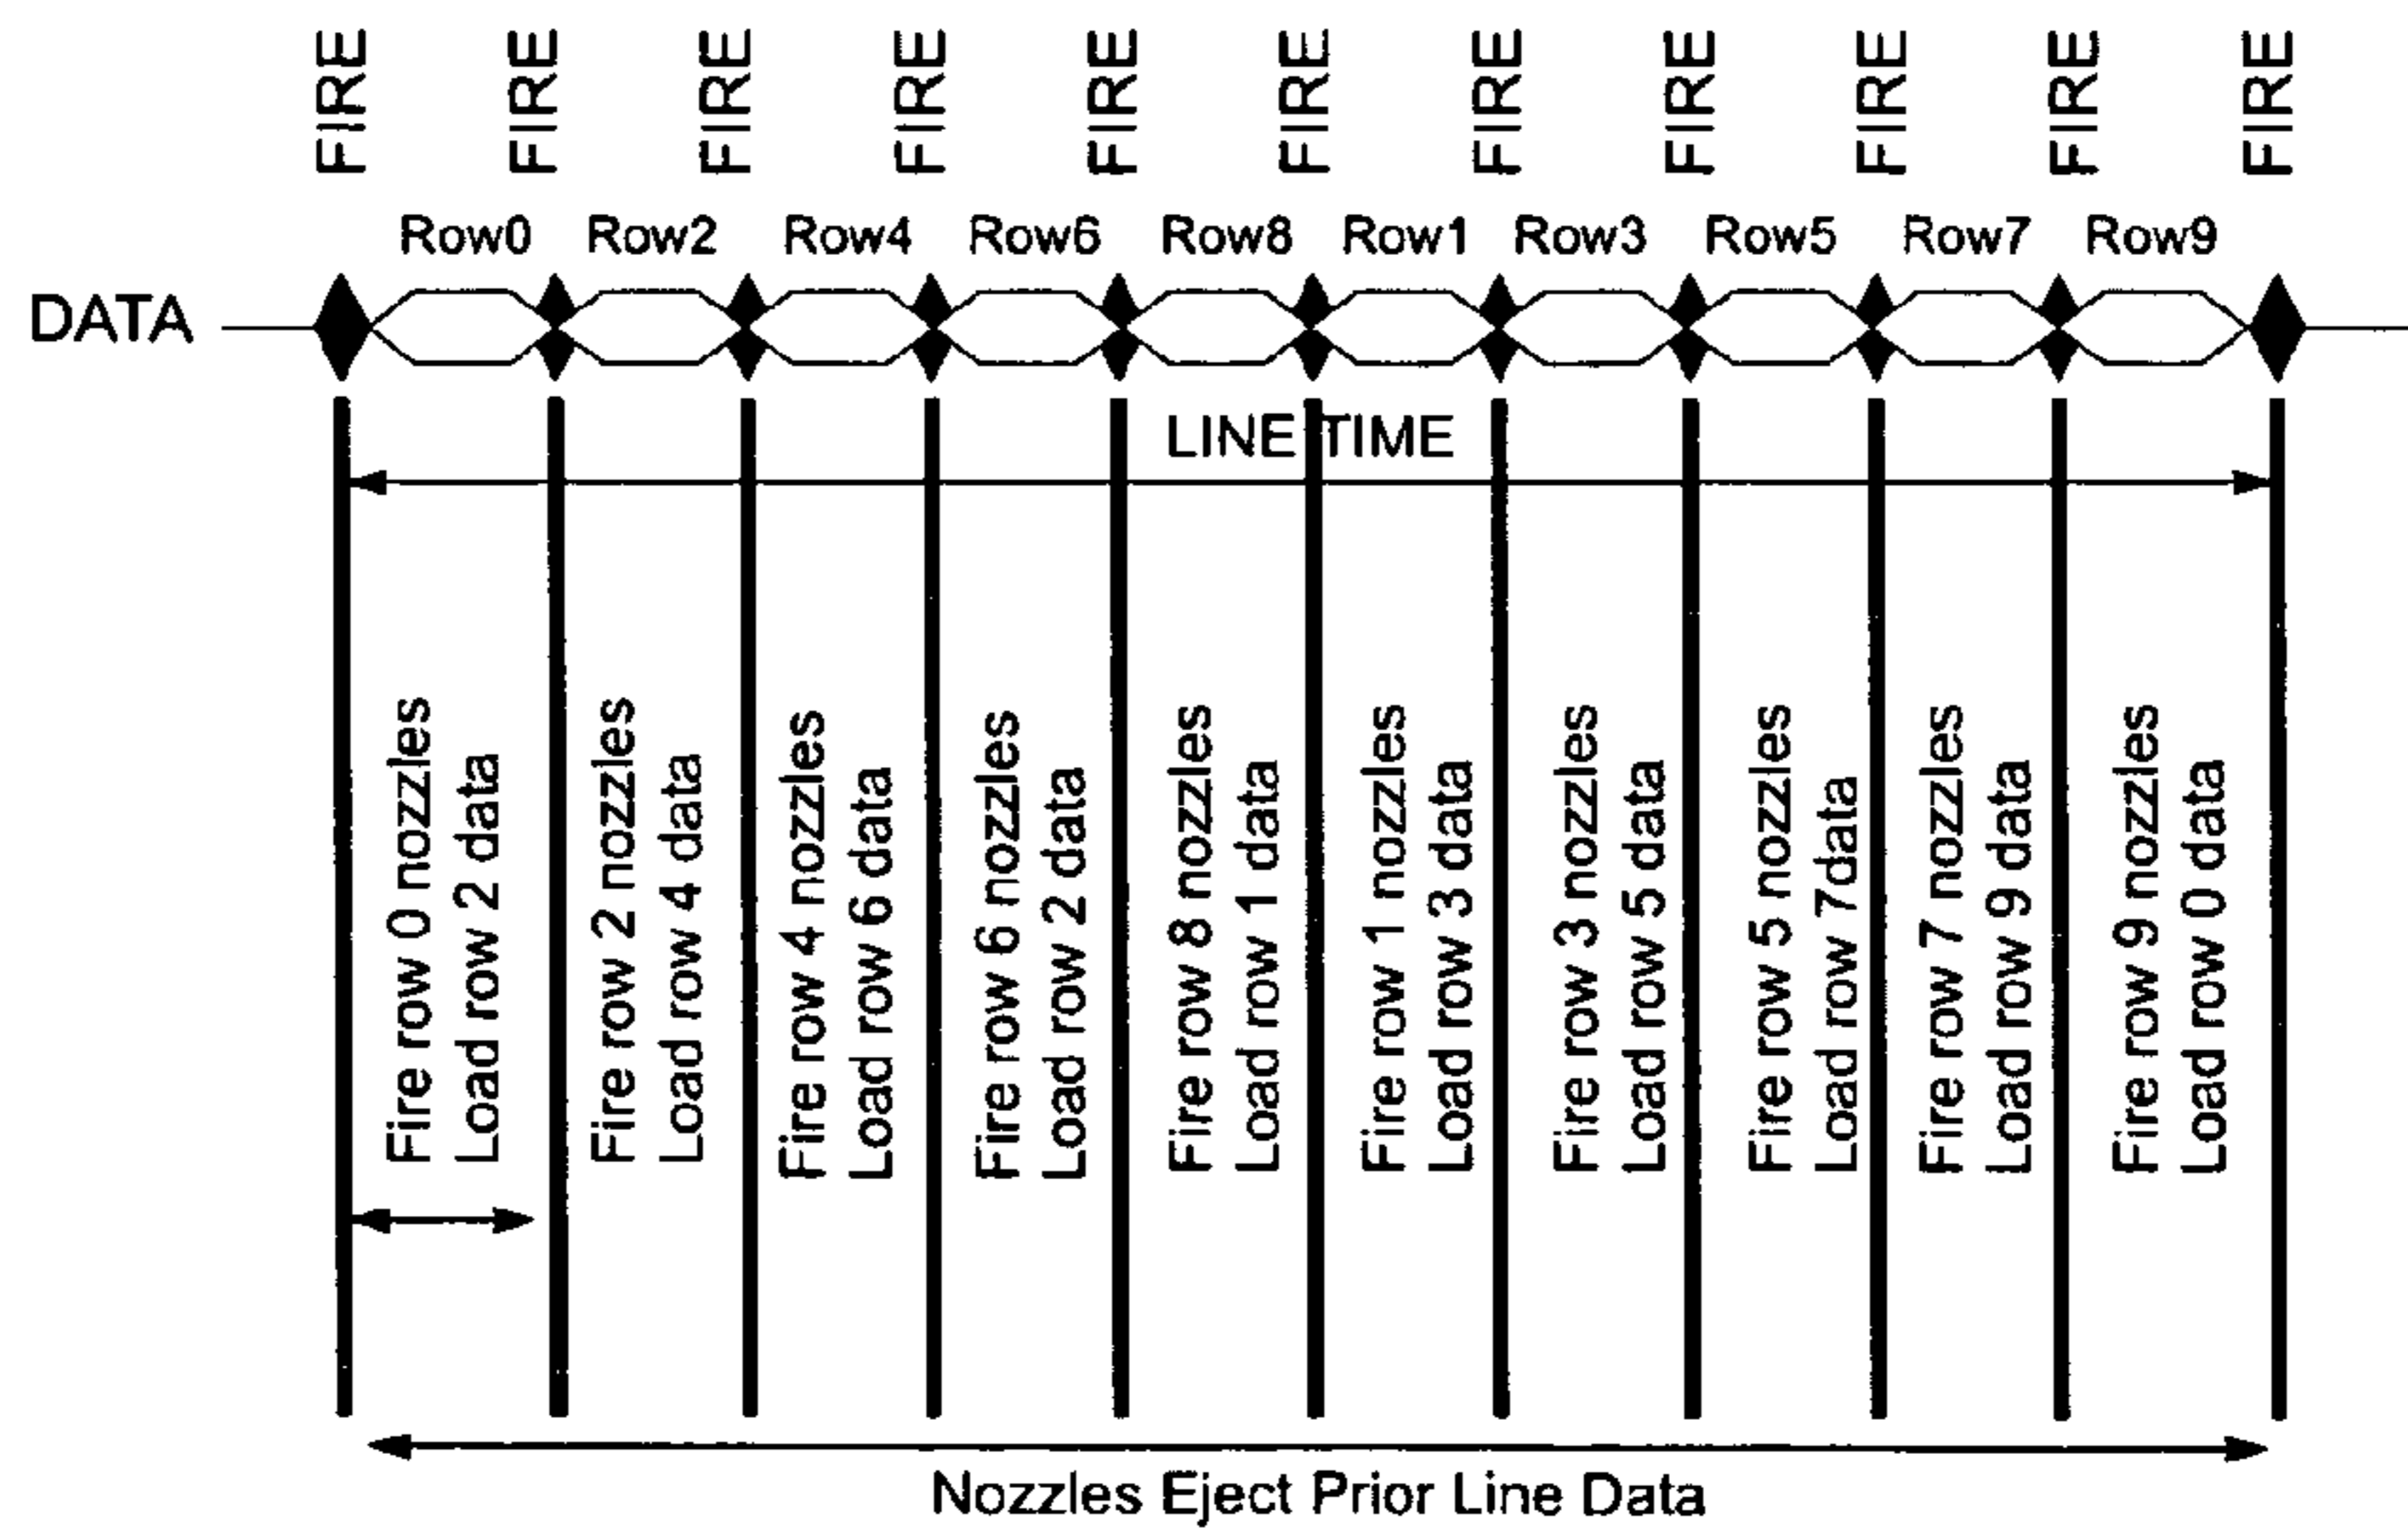 FIRE FIRE FIRE FIRE FIRE FIRE FIRE FIRE FIRE FIRE FIRE
Row0 Row2 Row4 Row6 Row8 Row1 Row3 Row5 Row7 Row9
DATA
LINE TIME
Fire row 0 nozzles
Load row 2 data
Fire row 2 nozzles
Load row 4 data
Fire row 4 nozzles
Load row 6 data
Fire row 6 nozzles
Load row 2 data
Fire row 8 nozzles
Load row 1 data
Fire row 1 nozzles
Load row 3 data
Fire row 3 nozzles
Load row 5 data
Fire row 5 nozzles
Load row 7data
Fire row 7 nozzles
Load row 9 data
Fire row 9 nozzles
Load row 0 data
Nozzles Eject Prior Line Data